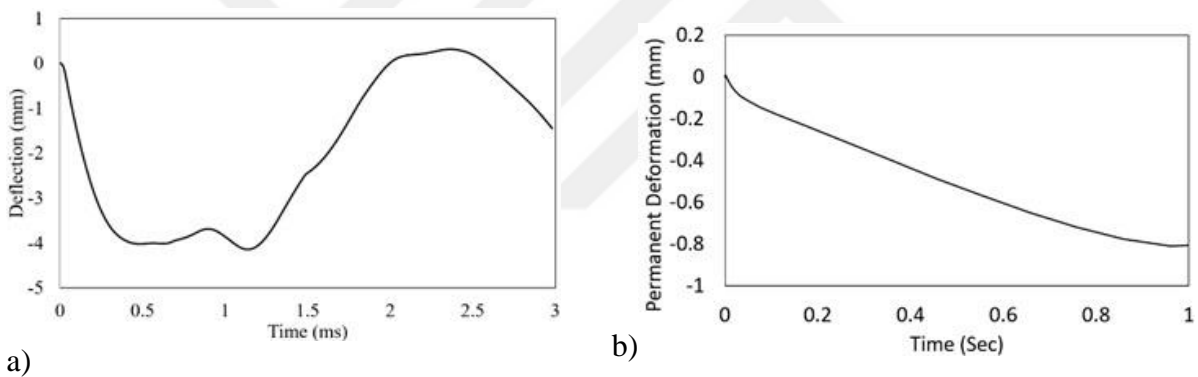 1
0
-1
-2
-3
-4
-5
Deflection (mm)
0 0.5 1 1.5 2 2.5 3
Time (ms)
a)
0.2
0
-0.2
-0.4
-0.6
-0.8
-1
Permanent Deformation (mm)
0 0.2 0.4 0.6 0.8 1
Time (Sec)
b)